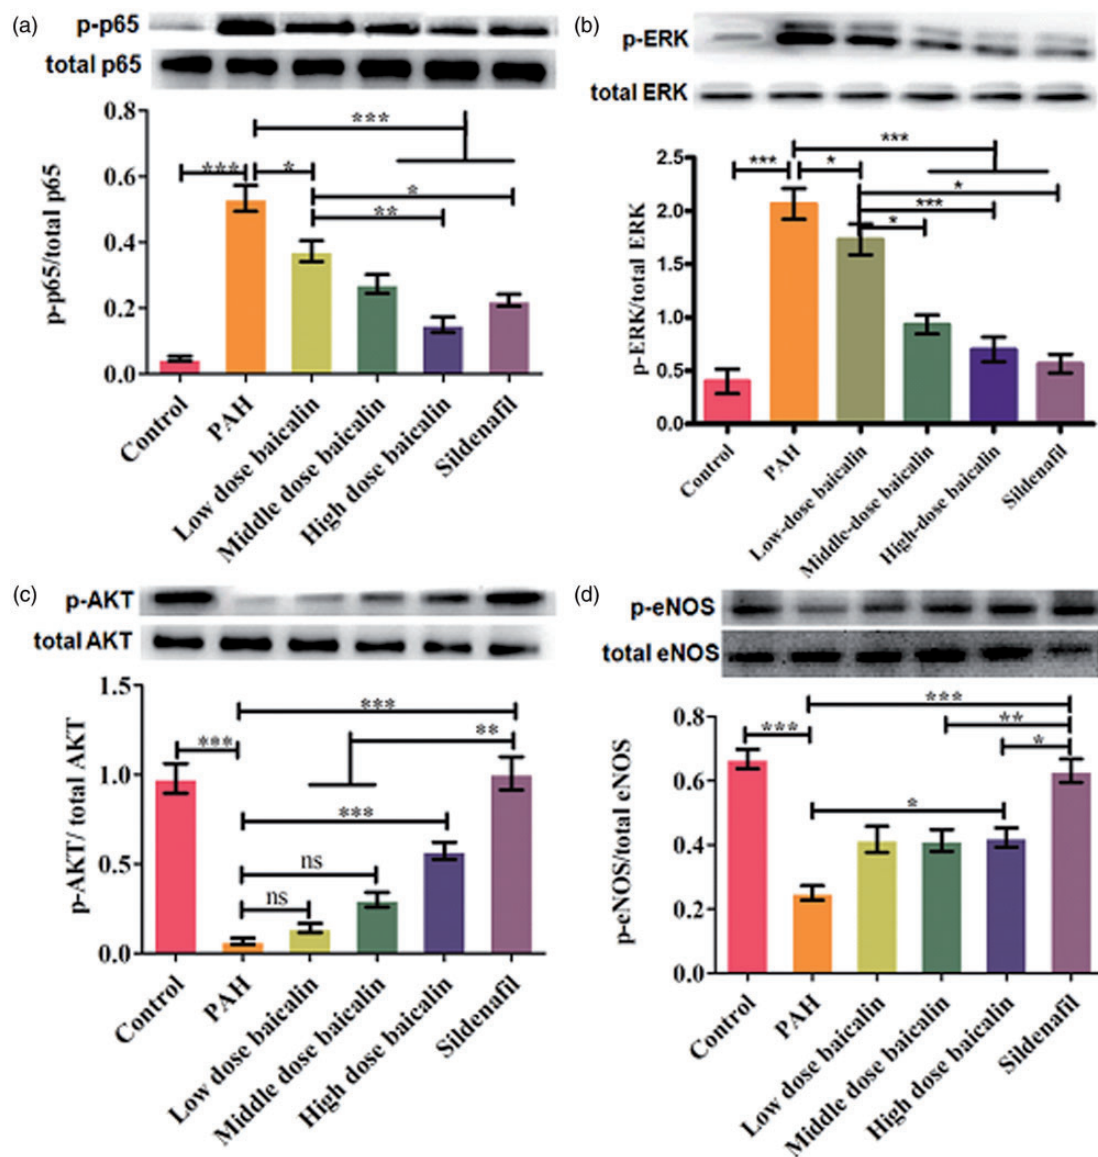 (a)
p-p65
total p65
p-p65/total p65
0.8
0.6
0.4
0.2
0.0
***
***
*
*
**
Control
PAH
Low dose baicalin
Middle dose baicalin
High dose baicalin
Sildenafil
(b)
p-ERK
total ERK
p-ERK/total ERK
2.5
2.0
1.5
1.0
0.5
0.0
***
***
*
*
***
*
Control
PAH
Low-dose baicalin
Middle-dose baicalin
High-dose baicalin
Sildenafil
(c)
p-AKT
total AKT
p-AKT/ total AKT
1.5
1.0
0.5
0.0
***
**
***
***
ns
ns
Control
PAH
Low dose baicalin
Middle dose baicalin
High dose baicalin
Sildenafil
(d)
p-eNOS
total eNOS
p-eNOS/total eNOS
0.8
0.6
0.4
0.2
0.0
***
**
***
*
*
Control
PAH
Low dose baicalin
Middle dose baicalin
High dose baicalin
Sildenafil